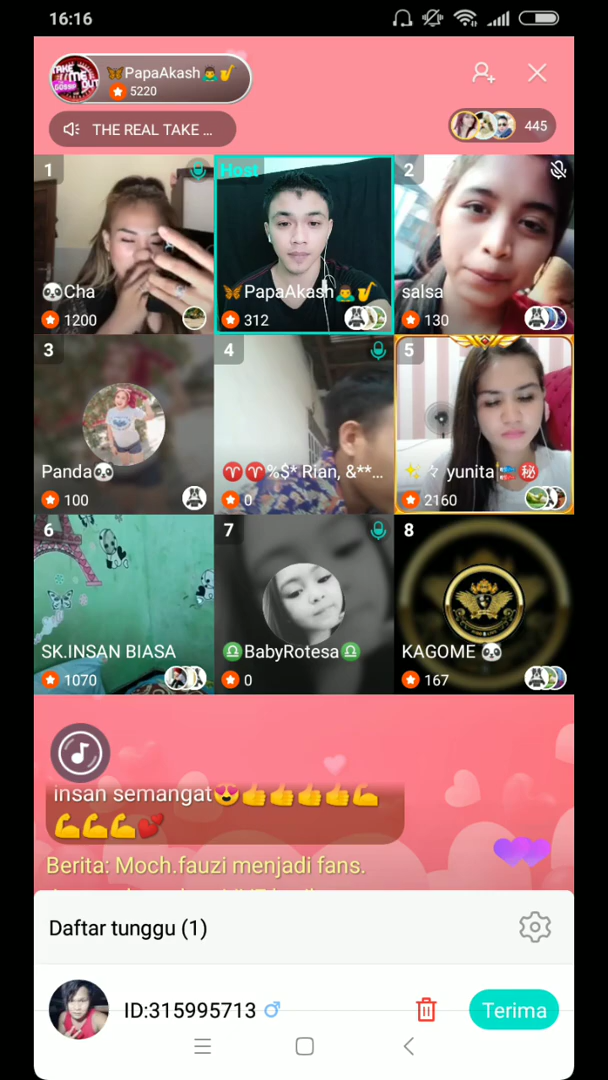 16:16
🦋PapaAkash🙇‍♂️🎷
5220
THE REAL TAKE ...
445
1
🐼Cha
1200
Host
🦋PapaAkash🙇‍♂️🎷
312
2
salsa
130
3
Panda🐼
100
4
♈♈%$*.Rian, &**...
0
5
✨々yunita🎏㊙
2160
6
SK.INSAN BIASA
1070
7
♎BabyRotesa♎
0
8
KAGOME 🐼
167
insan semangat😍👍👍👍👍💪
💪💪💪💕
Berita: Moch.fauzi menjadi fans.
Daftar tunggu (1)
ID:315995713 ♂
Terima